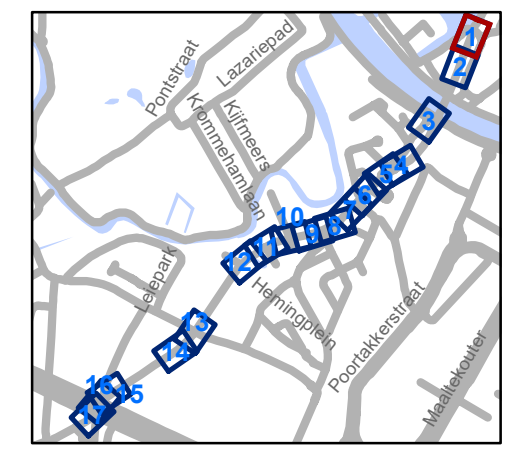 1
2
3
4
5
6
7
8
9
10
11
12
13
14
15
16
17
Pontstraat
Lazariepad
Kijfmeers
Krommehamlaan
Leiepark
Hemingplein
Poortakkerstraat
Maaltekouter